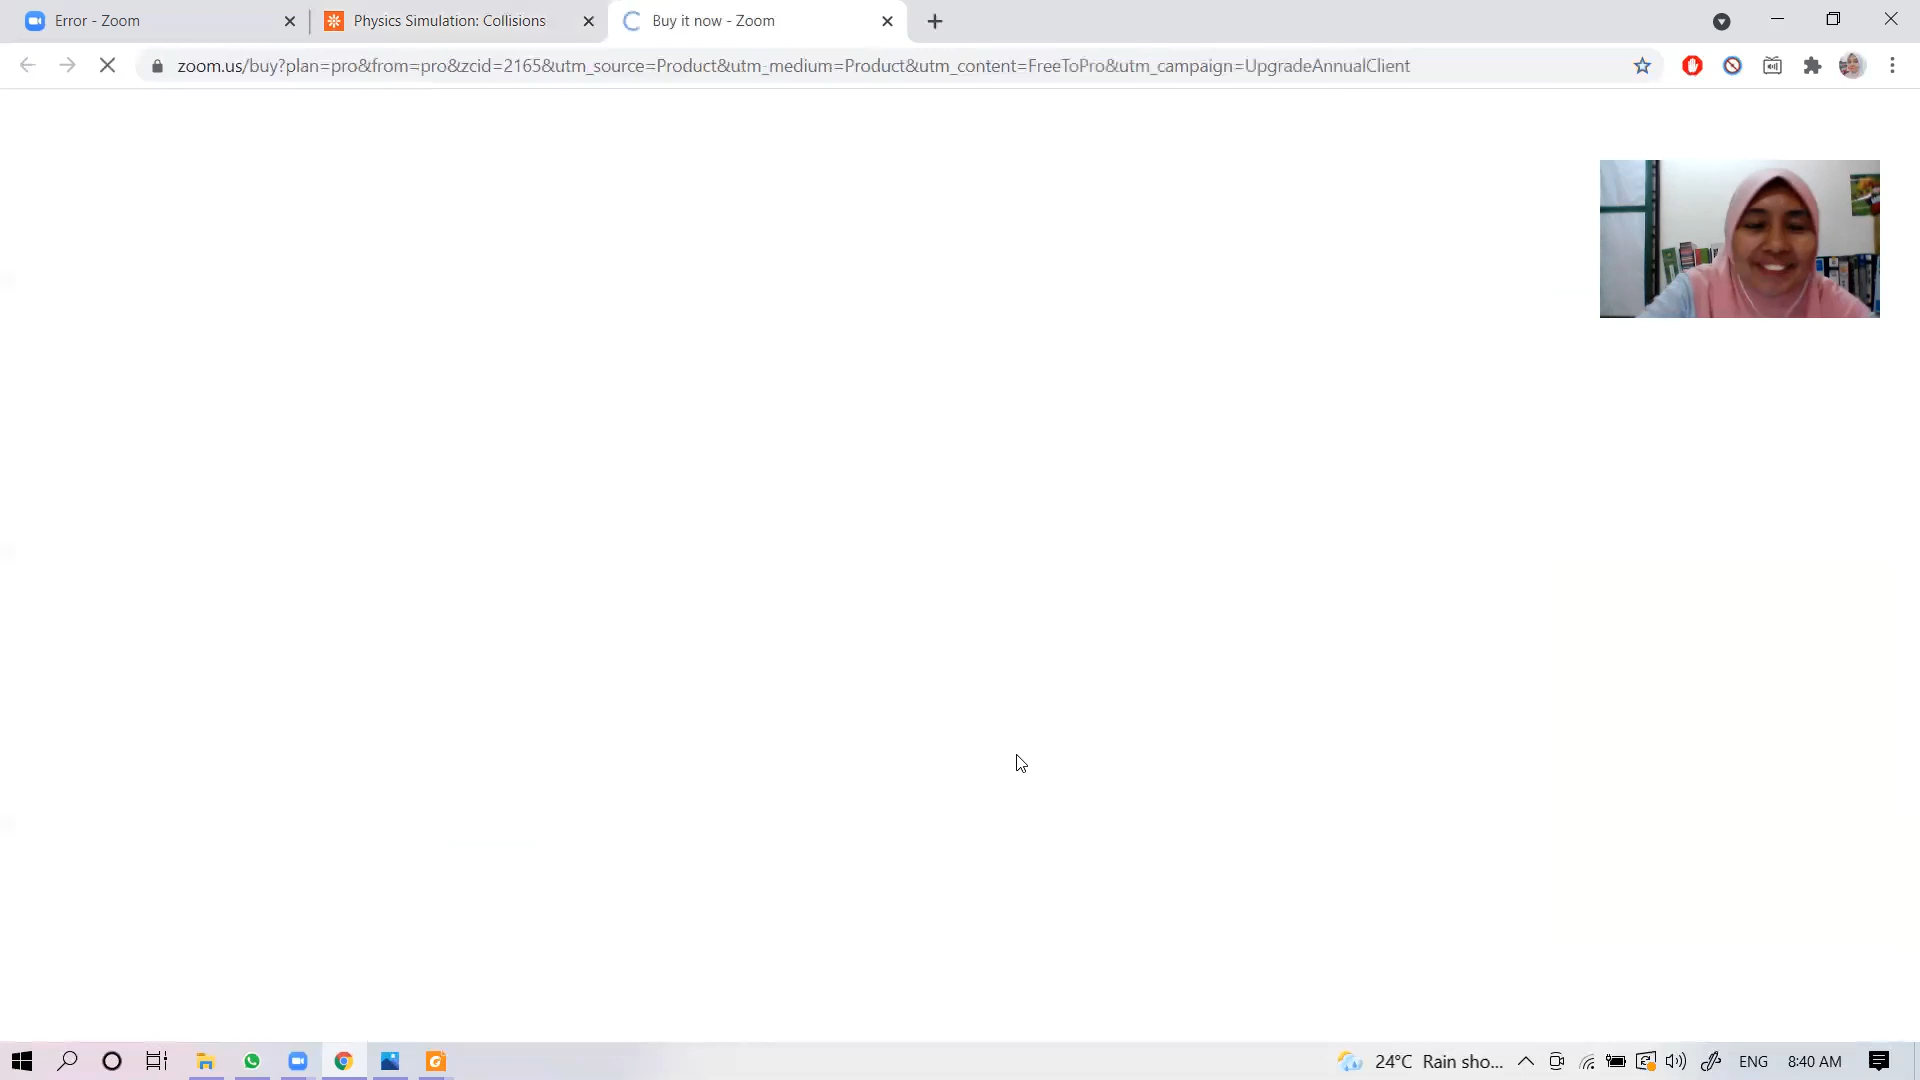 Error - Zoom
Physics Simulation: Collisions
Buy it now - Zoom
zoom.us/buy?plan=pro&from=pro&zcid=2165&utm_source=Product&utm_medium=Product&utm_content=FreeToPro&utm_campaign=UpgradeAnnualClient
24°C Rain sho...
ENG
8:40 AM